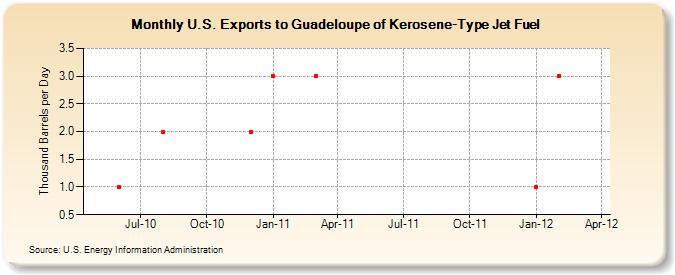 Monthly U.S. Exports to Guadeloupe of Kerosene-Type Jet Fuel
Thousand Barrels per Day
3.5
3.0
2.5
2.0
1.5
1.0
0.5
Jul-10 Oct-10 Jan-11 Apr-11 Jul-11 Oct-11 Jan-12 Apr-12
Source: U.S. Energy Information Administration